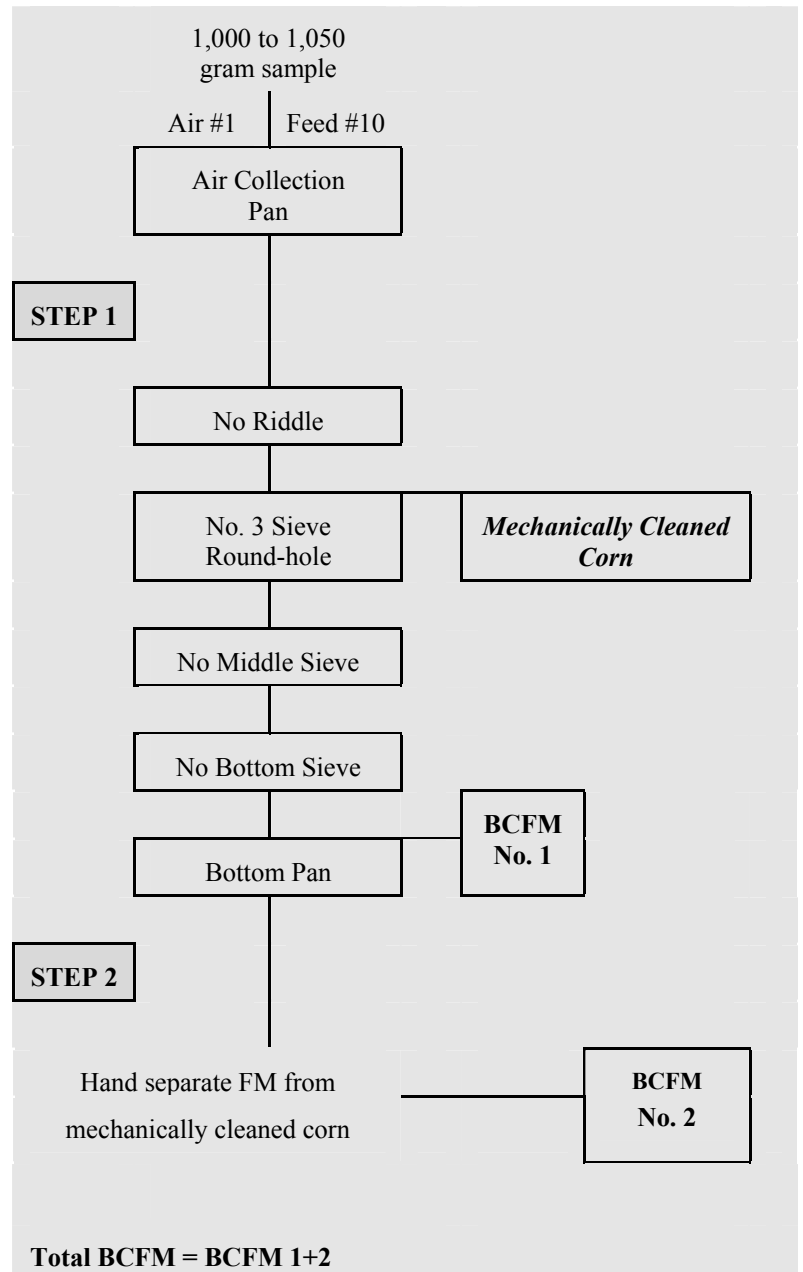 1,000 to 1,050
gram sample
Air #1
Feed #10
Air Collection
Pan
STEP 1
No Riddle
No. 3 Sieve
Round-hole
Mechanically Cleaned
Corn
No Middle Sieve
No Bottom Sieve
BCFM
No. 1
Bottom Pan
STEP 2
Hand separate FM from
mechanically cleaned corn
BCFM
No. 2
Total BCFM = BCFM 1+2